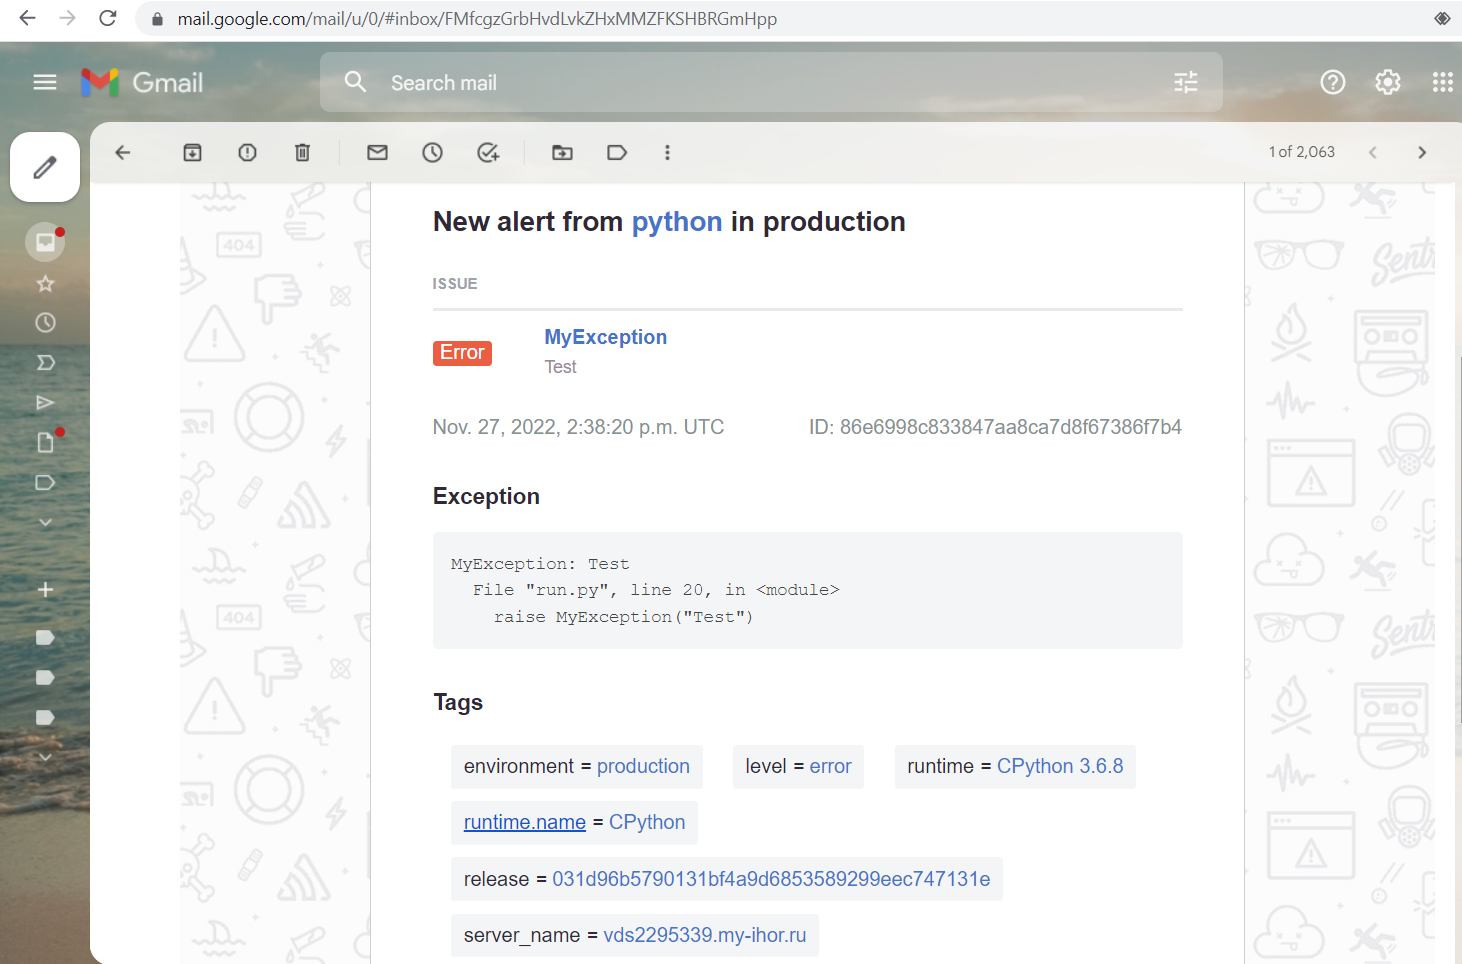 mail.google.com/mail/u/0/#inbox/FMfcgzGrbHvdLvkZHxMMZFKSHBRGmHpp
Gmail
Search mail
1 of 2,063
New alert from python in production
ISSUE
Error
MyException
Test
Nov. 27, 2022, 2:38:20 p.m. UTC
ID: 86e6998c833847aa8ca7d8f67386f7b4
Exception
MyException: Test
File "run.py", line 20, in <module>
raise MyException("Test")
Tags
environment = production
level = error
runtime = CPython 3.6.8
runtime.name = CPython
release = 031d96b5790131bf4a9d6853589299eec747131e
server_name = vds2295339.my-ihor.ru
404
404
Sentr
Sentr